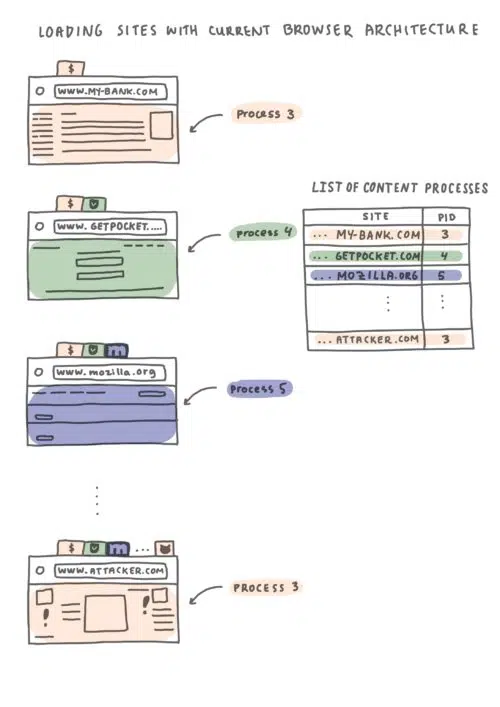 LOADING SITES WITH CURRENT BROWSER ARCHITECTURE
$
WWW.MY-BANK.COM
PROCESS 3
$
WWW. GETPOCKET.....
PROCESS 4
LIST OF CONTENT PROCESSES
SITE PID
... MY-BANK.COM 3
... GETPOCKET.COM 4
... MOZILLA.ORG 5
... ATTACKER.COM 3
$ m
www.mozilla.org
PROCESS 5
$ m ...
WWW.ATTACKER.COM
! !
PROCESS 3